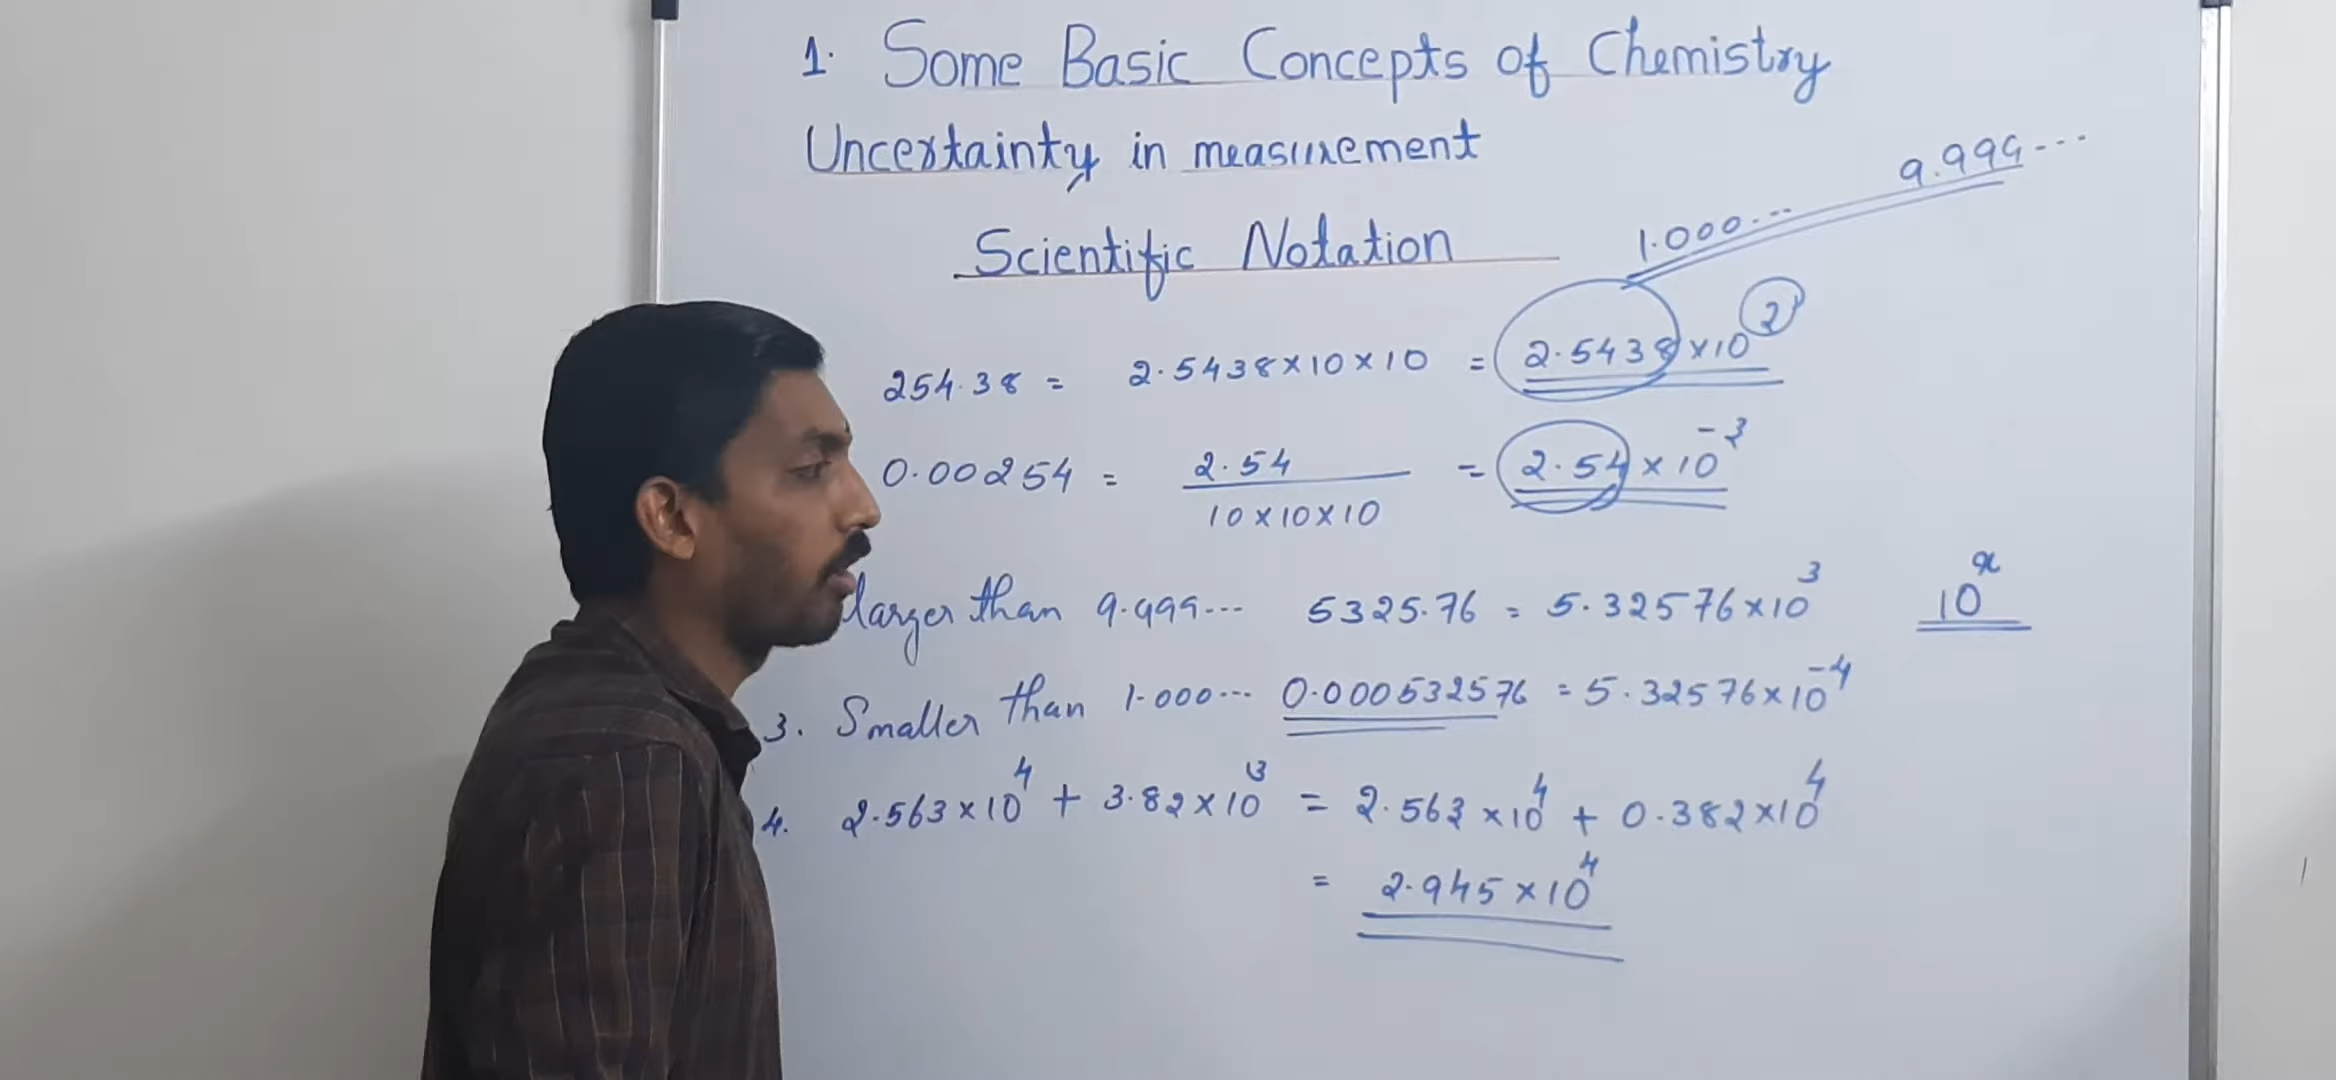 1. Some Basic Concepts of Chemistry
Uncertainty in measurement
Scientific Notation
1.000... 9.999...
254.38 = 2.5438×10×10 = 2.5438×10²
0.00254 = 2.54 / 10×10×10 = 2.54×10⁻³
larger than 9.999... 5325.76 = 5.32576×10³ 10ˣ
3. Smaller than 1.000... 0.000532576 = 5.32576×10⁻⁴
4. 2.563×10⁴ + 3.82×10³ = 2.563×10⁴ + 0.382×10⁴
= 2.945×10⁴